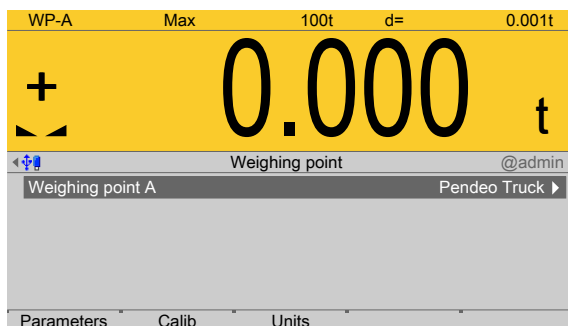 WP-A Max 100t d= 0.001t
+ 0.000 t
Weighing point @admin
Weighing point A Pendeo Truck
Parameters Calib Units